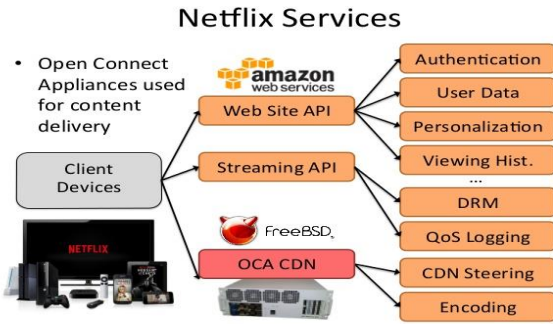 Netflix Services
• Open Connect
Appliances used
for content
delivery
amazon
web services
Web Site API
Client
Devices
Streaming API
NETFLIX
FreeBSD.
OCA CDN
Authentication
User Data
Personalization
Viewing Hist.
...
DRM
QoS Logging
CDN Steering
Encoding